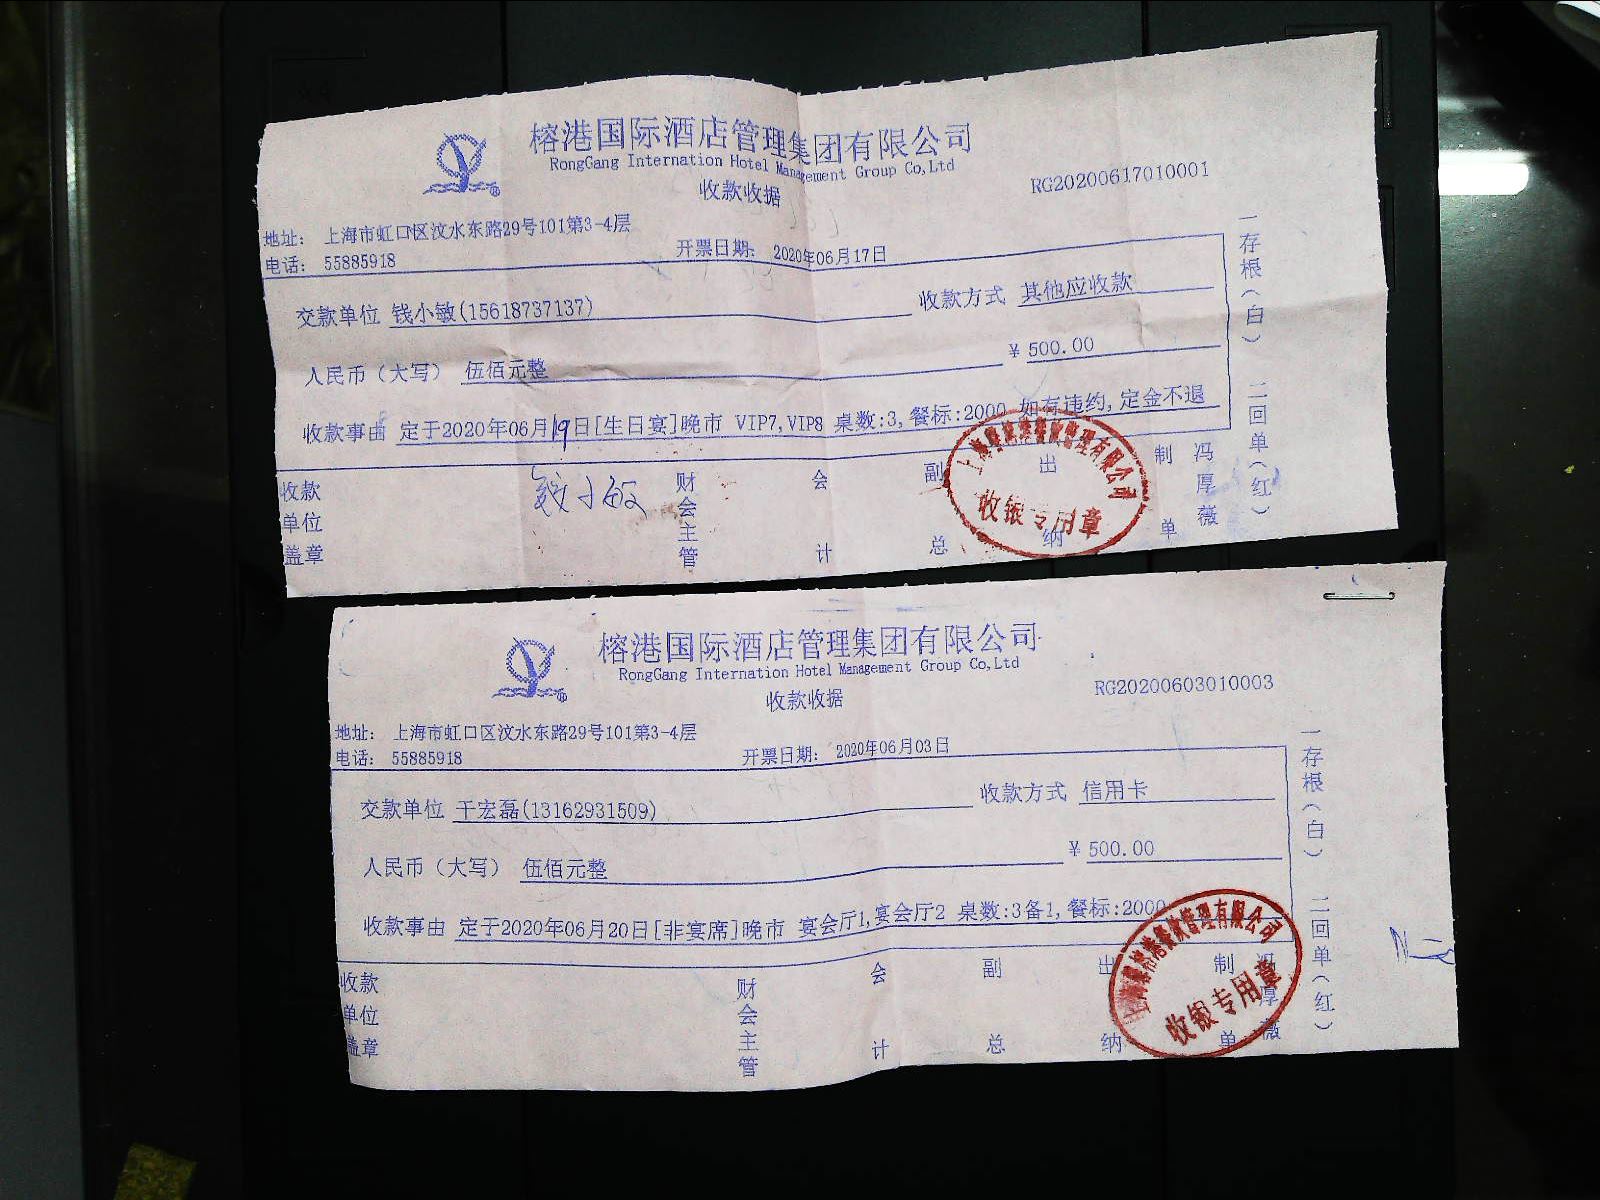 榕港国际酒店管理集团有限公司
RongGang Internation Hotel Management Group Co,Ltd
收款收据
RG20200617010001
地址: 上海市虹口区汶水东路29号101第3-4层
电话: 55885918
开票日期: 2020年06月17日
交款单位 钱小敏(15618737137)
收款方式 其他应收款
人民币(大写) 伍佰元整
¥ 500.00
收款事由 定于2020年06月19日[生日宴]晚市 VIP7,VIP8 桌数:3,餐标:2000 如有违约,定金不退
收款单位盖章
钱小敏
财会主管
会计
副总
出纳
制单
冯厚薇
收银专用章
一存根(白) 二回单(红)
榕港国际酒店管理集团有限公司
RongGang Internation Hotel Management Group Co,Ltd
收款收据
RG20200603010003
地址: 上海市虹口区汶水东路29号101第3-4层
电话: 55885918
开票日期: 2020年06月03日
交款单位 干宏磊(13162931509)
收款方式 信用卡
人民币(大写) 伍佰元整
¥ 500.00
收款事由 定于2020年06月20日[非宴席]晚市 宴会厅1,宴会厅2 桌数:3备1,餐标:2000
收款单位盖章
财会主管
会计
副总
出纳
制单
冯厚薇
收银专用章
一存根(白) 二回单(红)